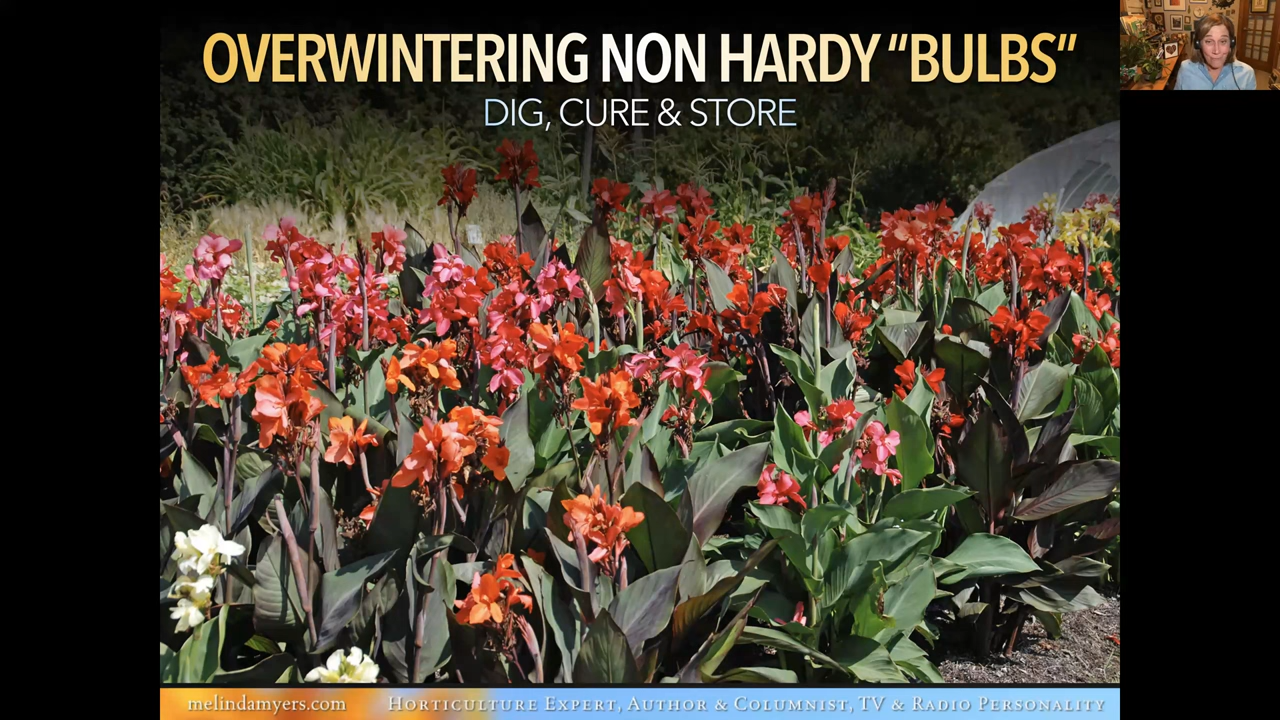 OVERWINTERING NON HARDY “BULBS”
DIG, CURE & STORE
melindamyers.com HORTICULTURE EXPERT, AUTHOR & COLUMNIST, TV & RADIO PERSONALITY